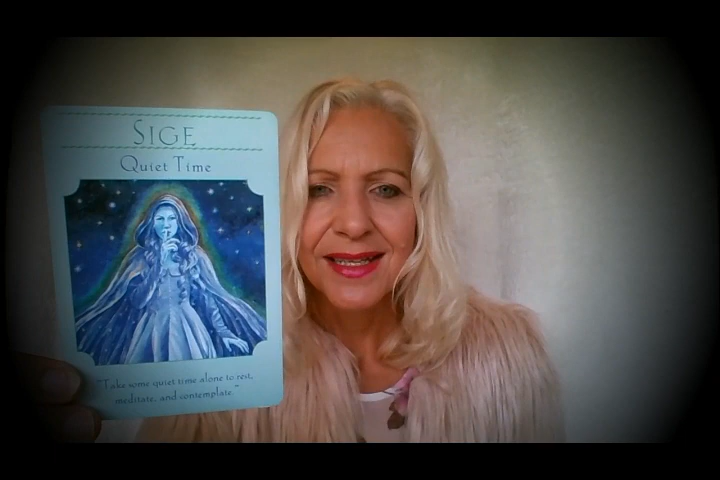 SIGE
Quiet Time
"Take some quiet time alone to rest,
meditate, and contemplate."